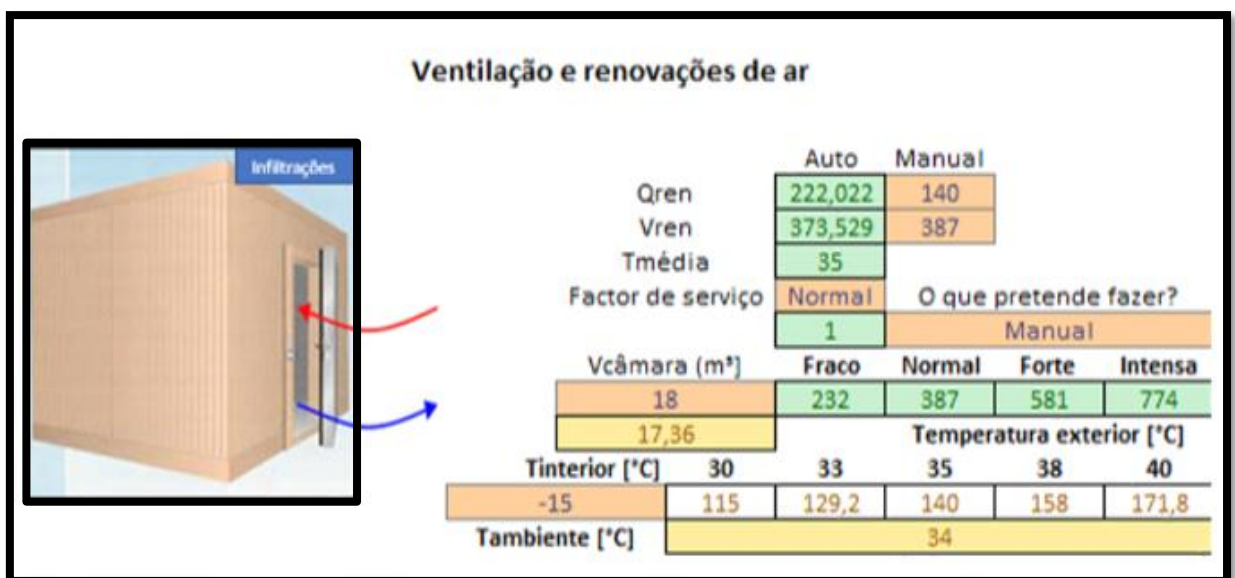 Ventilação e renovações de ar
Infiltrações
Auto Manual
Qren 222,022 140
Vren 373,529 387
Tmédia 35
Factor de serviço Normal O que pretende fazer?
1 Manual
Vcâmara (m³] Fraco Normal Forte Intensa
18 232 387 581 774
17,36 Temperatura exterior [°C]
Tinterior [°C] 30 33 35 38 40
-15 115 129,2 140 158 171,8
Tambiente [°C] 34